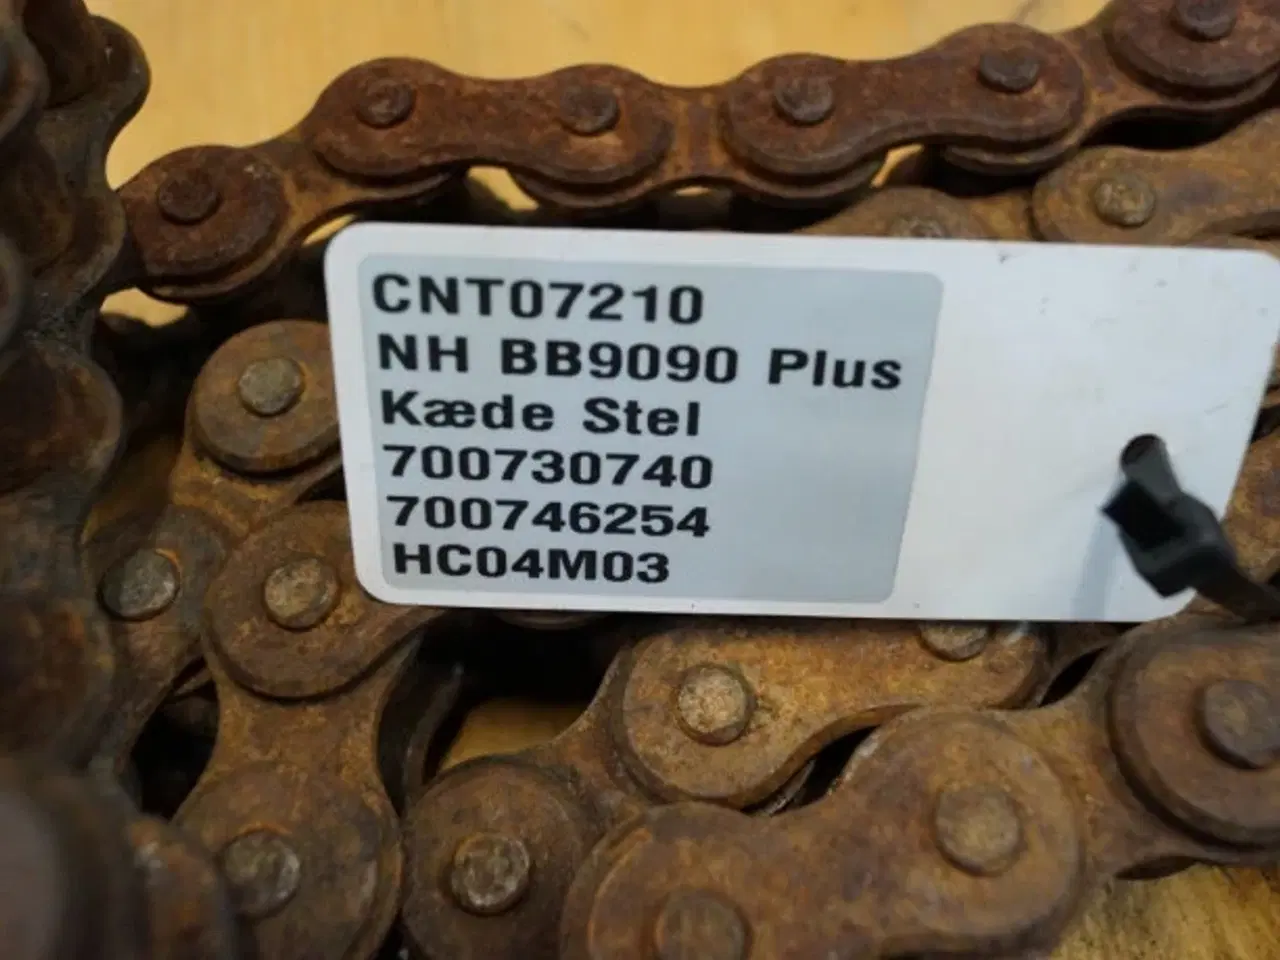 CNT07210
NH BB9090 Plus
Kæde Stel
700730740
700746254
HC04M03